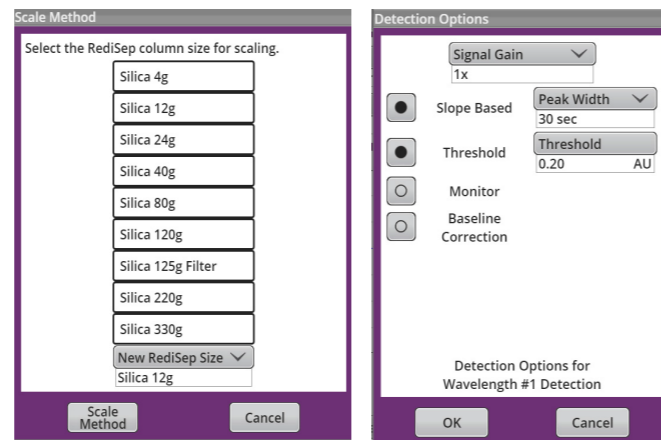 Scale Method
Select the RediSep column size for scaling.
Silica 4g
Silica 12g
Silica 24g
Silica 40g
Silica 80g
Silica 120g
Silica 125g Filter
Silica 220g
Silica 330g
New RediSep Size
Silica 12g
Scale
Method
Cancel
Detection Options
Signal Gain
1x
Slope Based
Peak Width
30 sec
Threshold
Threshold
0.20 AU
Monitor
Baseline
Correction
Detection Options for
Wavelength #1 Detection
OK
Cancel